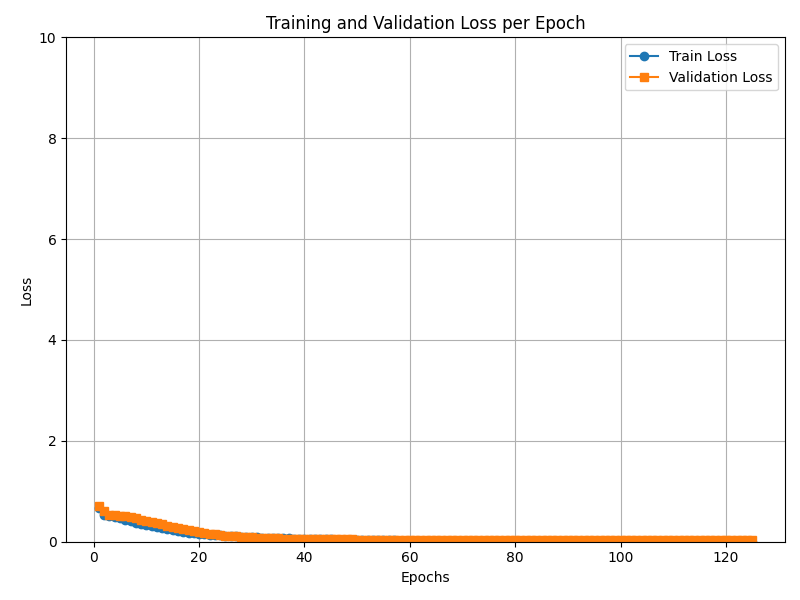 Training and Validation Loss per Epoch
Train Loss
Validation Loss
10
8
6
4
2
0
Loss
0 20 40 60 80 100 120
Epochs